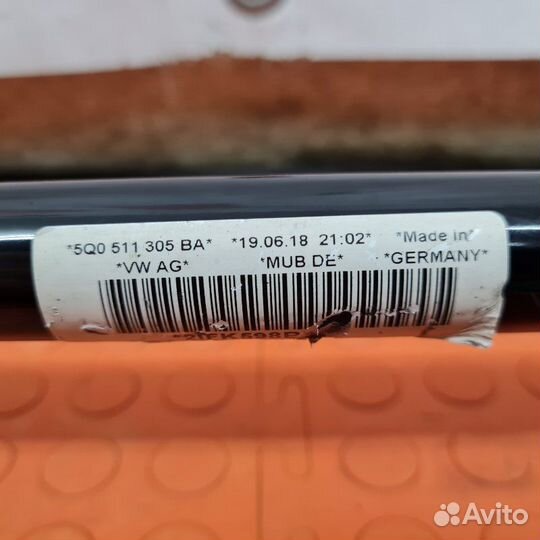 *5Q0 511 305 BA* *19.06.18 21:02* *Made in*
*VW AG* *MUB DE* *GERMANY*
Avito